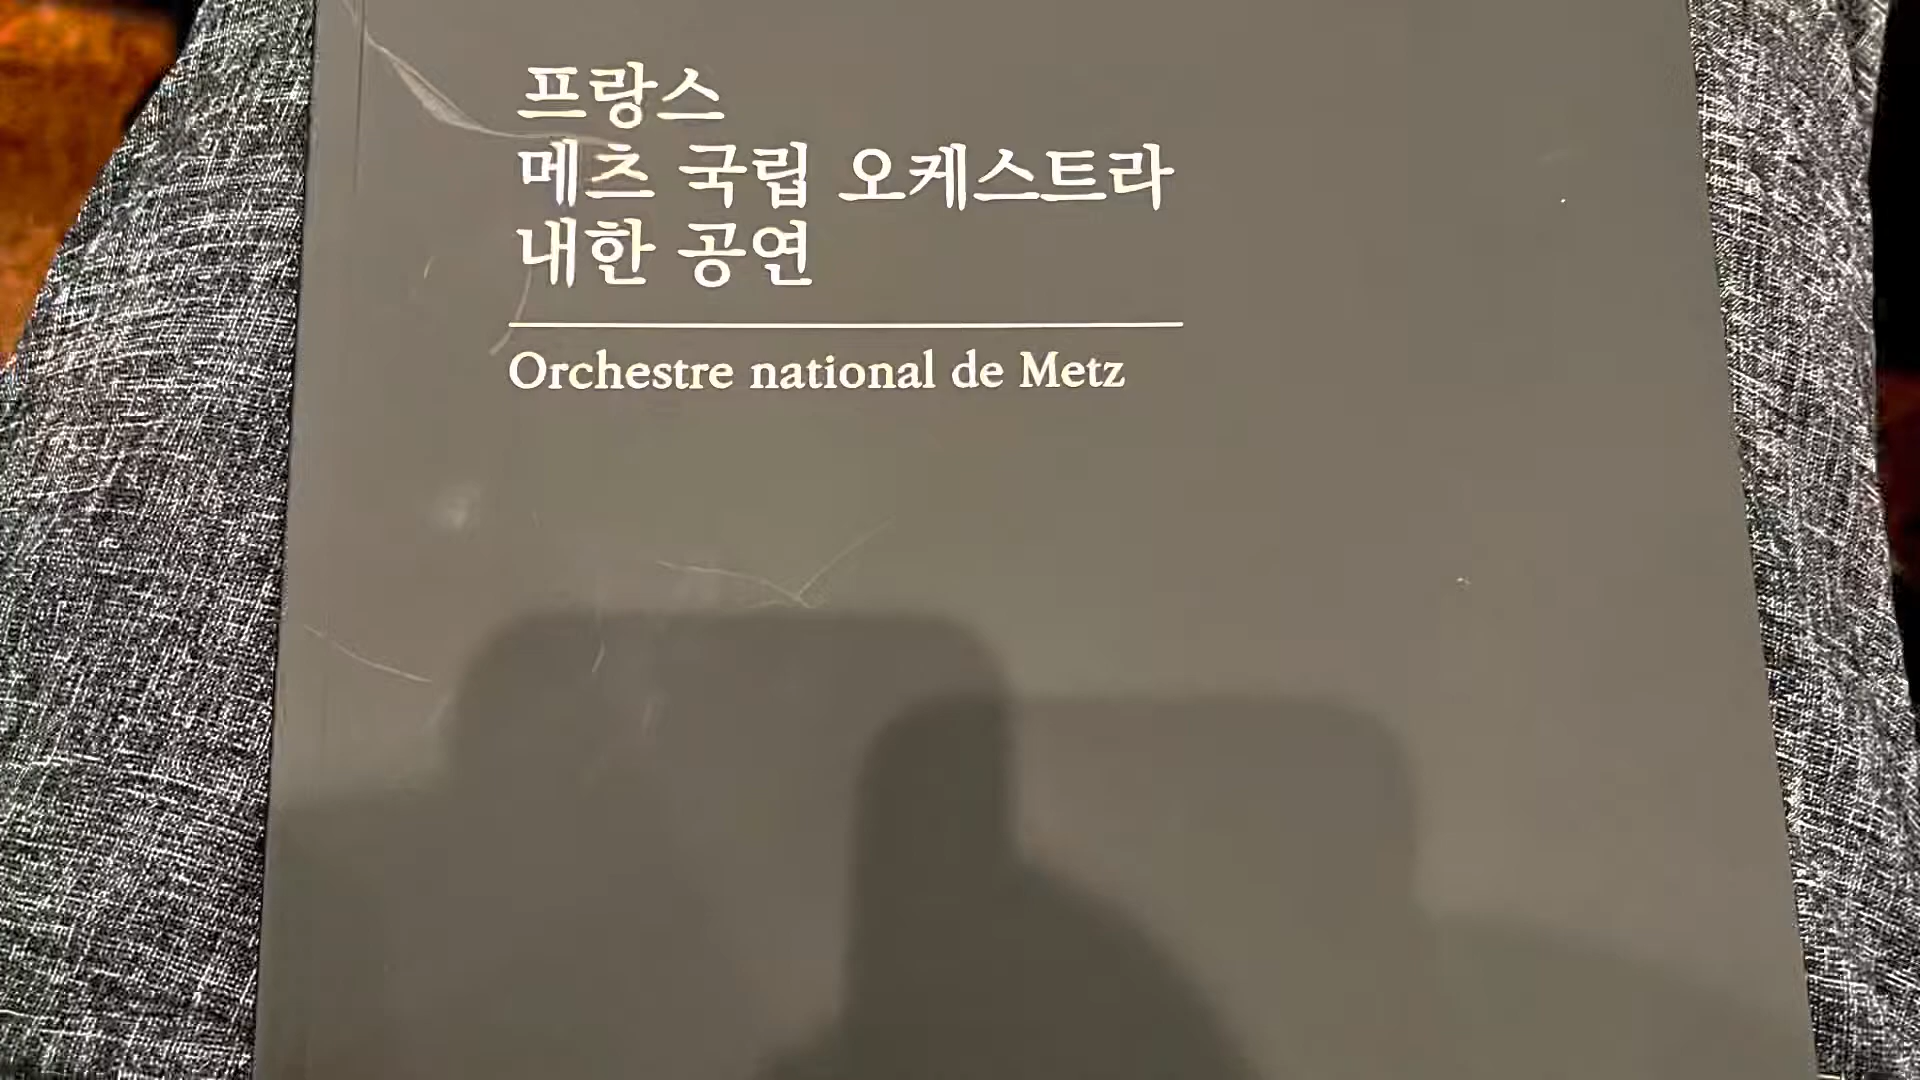 프랑스
메츠 국립 오케스트라
내한 공연
Orchestre national de Metz